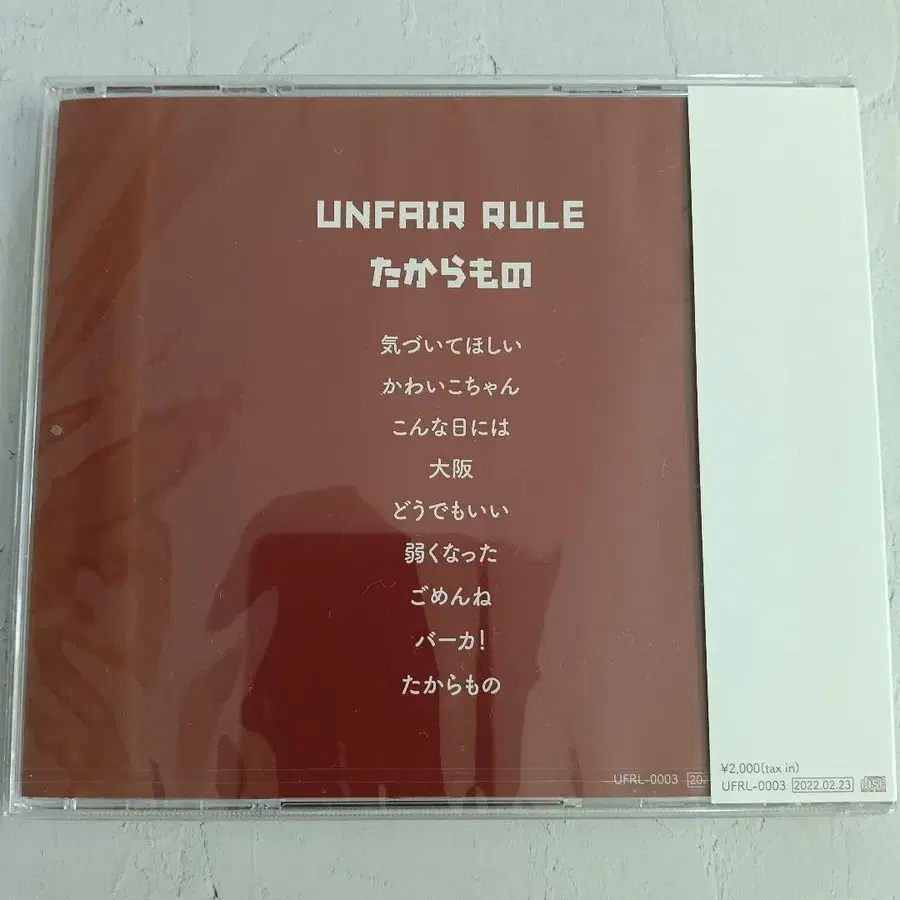 UNFAIR RULE
たからもの
気づいてほしい
かわいこちゃん
こんな日には
大阪
どうでもいい
弱くなった
ごめんね
バーカ!
たからもの
UFRL-0003 20
¥2,000(tax in)
UFRL-0003 2022.02.23